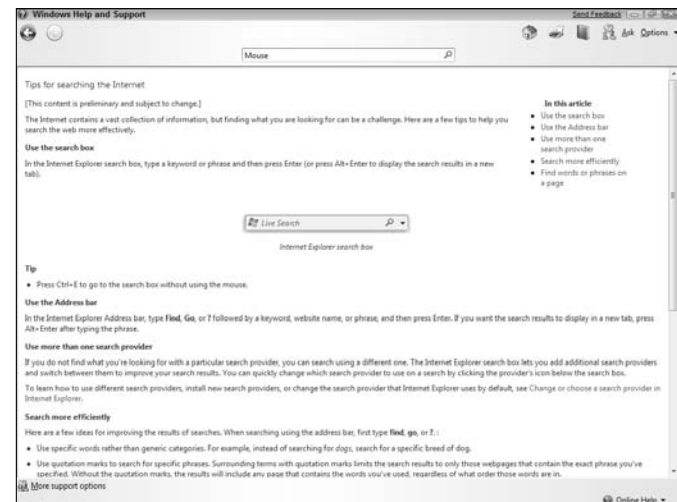 Windows Help and Support
Send Feedback
Ask Options
Mouse
Tips for searching the Internet
[This content is preliminary and subject to change.]
The Internet contains a vast collection of information, but finding what you are looking for can be a challenge. Here are a few tips to help you
search the web more effectively.
Use the search box
In the Internet Explorer search box, type a keyword or phrase and then press Enter (or press Alt+Enter to display the search results in a new
tab).
In this article
Use the search box
Use the Address bar
Use more than one
search provider
Search more efficiently
Find words or phrases on
a page
Live Search
Internet Explorer search box
Tip
• Press Ctrl+E to go to the search box without using the mouse.
Use the Address bar
In the Internet Explorer Address bar, type Find, Go, or ? followed by a keyword, website name, or phrase, and then press Enter. If you want the search results to display in a new tab, press
Alt+Enter after typing the phrase.
Use more than one search provider
If you do not find what you're looking for with a particular search provider, you can search using a different one. The Internet Explorer search box lets you add additional search providers
and switch between them to improve your search results. You can quickly change which search provider to use on a search by clicking the provider's icon below the search box.
To learn how to use different search providers, install new search providers, or change the search provider that Internet Explorer uses by default, see Change or choose a search provider in
Internet Explorer.
Search more efficiently
Here are a few ideas for improving the results of searches. When searching using the address bar, first type find, go, or ?. :
• Use specific words rather than generic categories. For example, instead of searching for dogs, search for a specific breed of dog.
• Use quotation marks to search for specific phrases. Surrounding terms with quotation marks limits the search results to only those webpages that contain the exact phrase you've
specified. Without the quotation marks, the results will include any page that contains the words you've used, regardless of what order those words are in.
More support options
Online Help